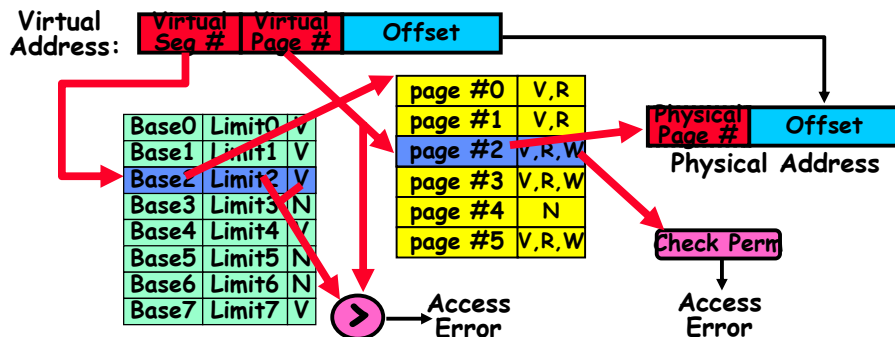 Virtual Address:
Virtual Seg #
Virtual Page #
Offset
page #0 V,R
page #1 V,R
page #2 V,R,W
page #3 V,R,W
page #4 N
page #5 V,R,W
Physical Page #
Offset
Physical Address
Base0 Limit0 V
Base1 Limit1 V
Base2 Limit2 V
Base3 Limit3 N
Base4 Limit4 V
Base5 Limit5 N
Base6 Limit6 N
Base7 Limit7 V
>
Access Error
Check Perm
Access Error